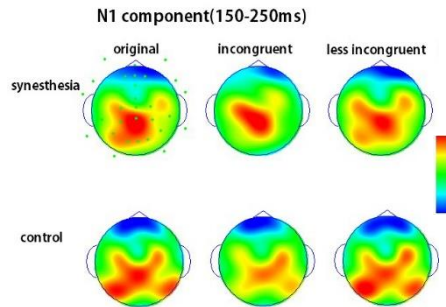 N1 component(150-250ms)
original incongruent less incongruent
synesthesia
control